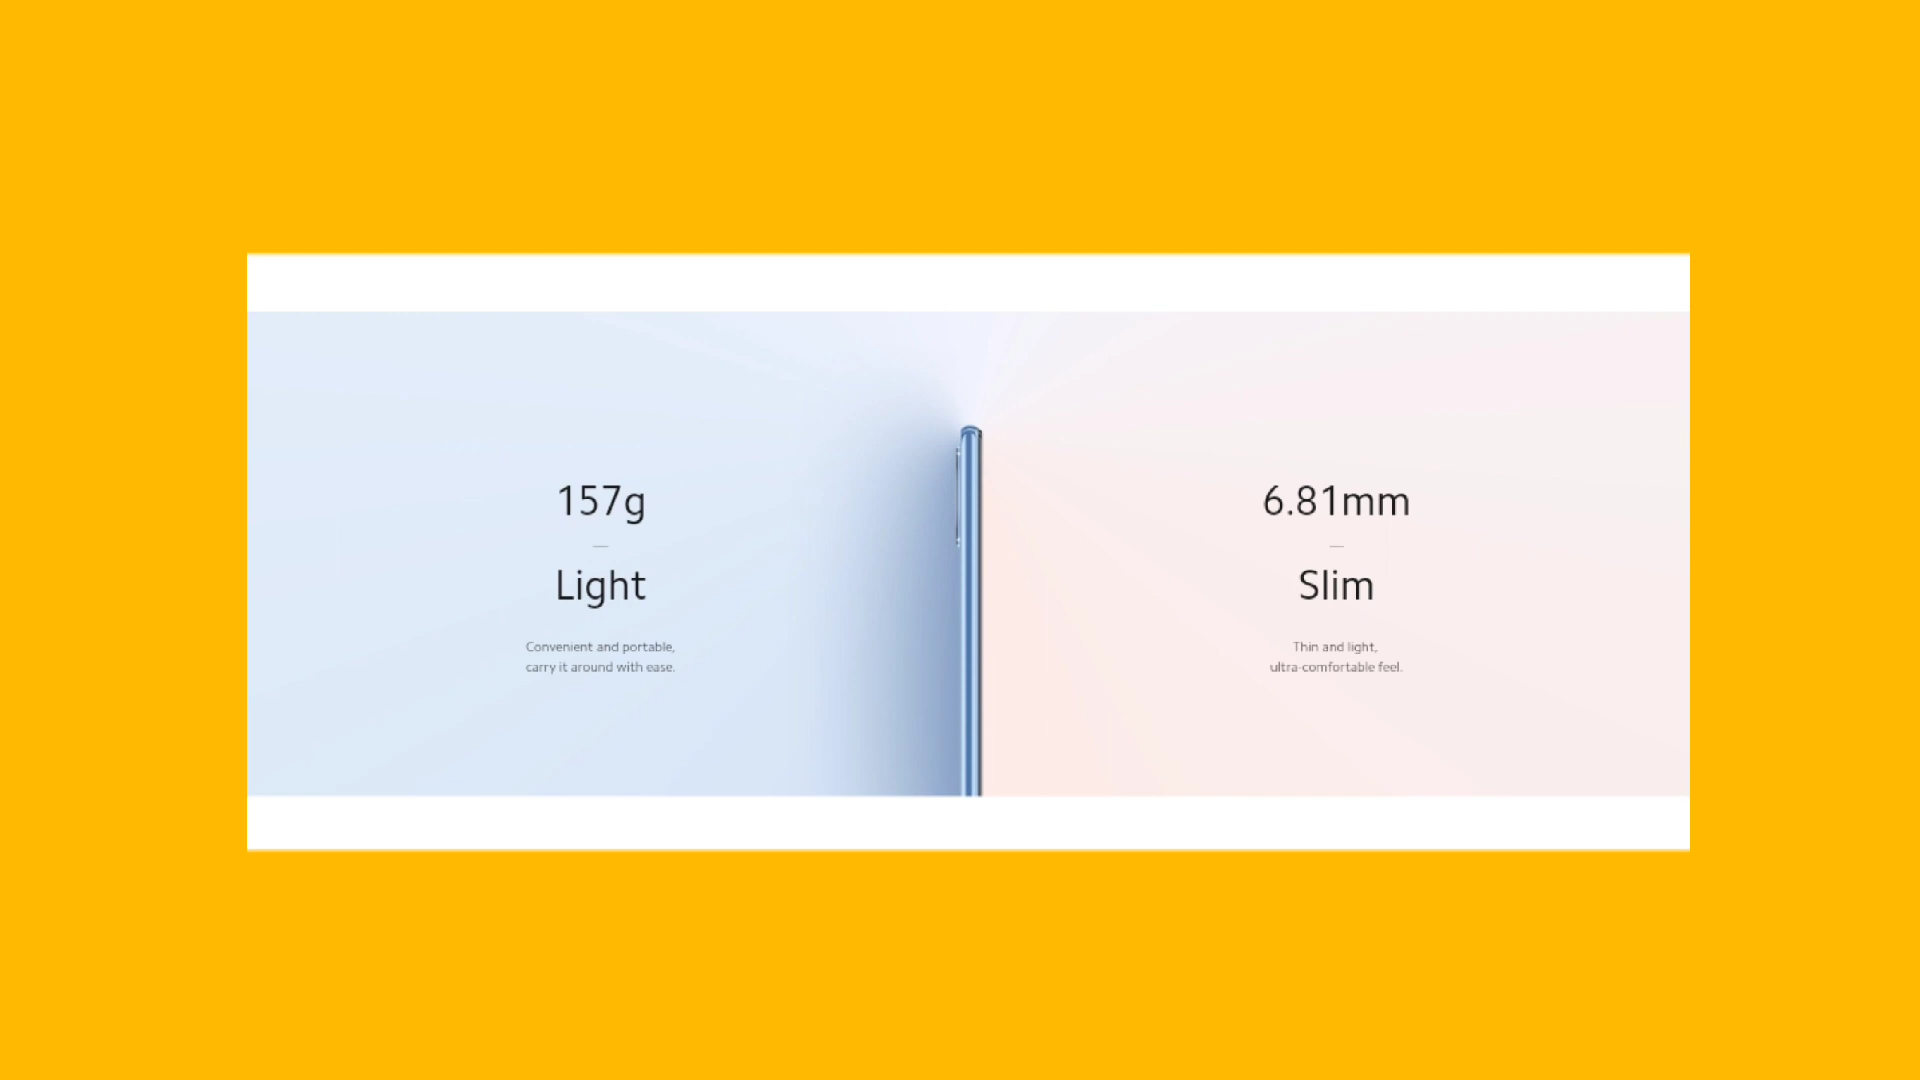 157g
Light
Convenient and portable,
carry it around with ease.
6.81mm
Slim
Thin and light,
ultra-comfortable feel.